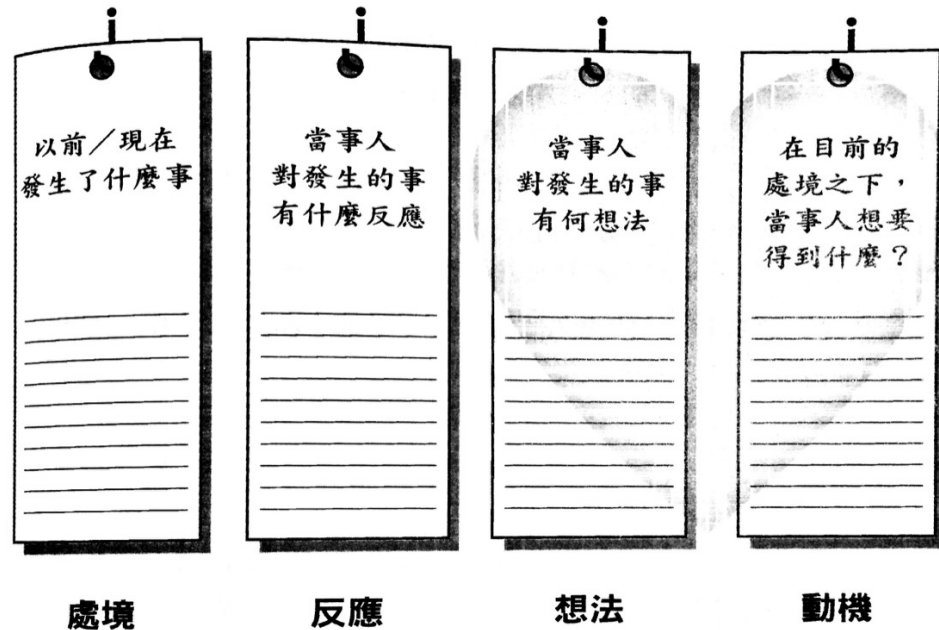 以前／現在
發生了什麼事
當事人
對發生的事
有什麼反應
當事人
對發生的事
有何想法
在目前的
處境之下，
當事人想要
得到什麼？
處境
反應
想法
動機